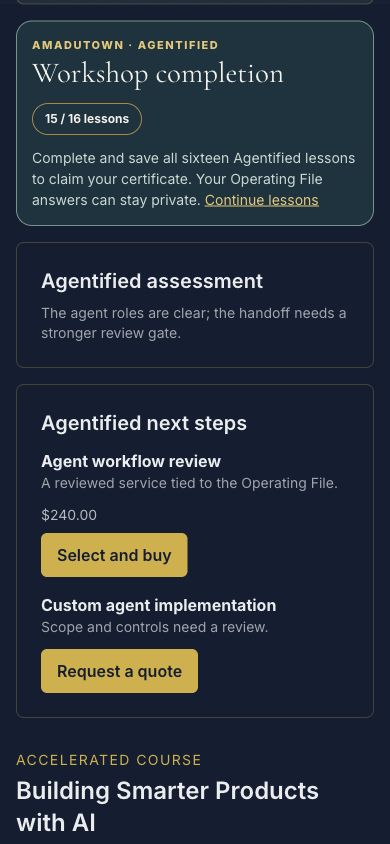 AMADUTOWN · AGENTIFIED
Workshop completion
15 / 16 lessons
Complete and save all sixteen Agentified lessons
to claim your certificate. Your Operating File
answers can stay private. Continue lessons
Agentified assessment
The agent roles are clear; the handoff needs a
stronger review gate.
Agentified next steps
Agent workflow review
A reviewed service tied to the Operating File.
$240.00
Select and buy
Custom agent implementation
Scope and controls need a review.
Request a quote
ACCELERATED COURSE
Building Smarter Products
with AI